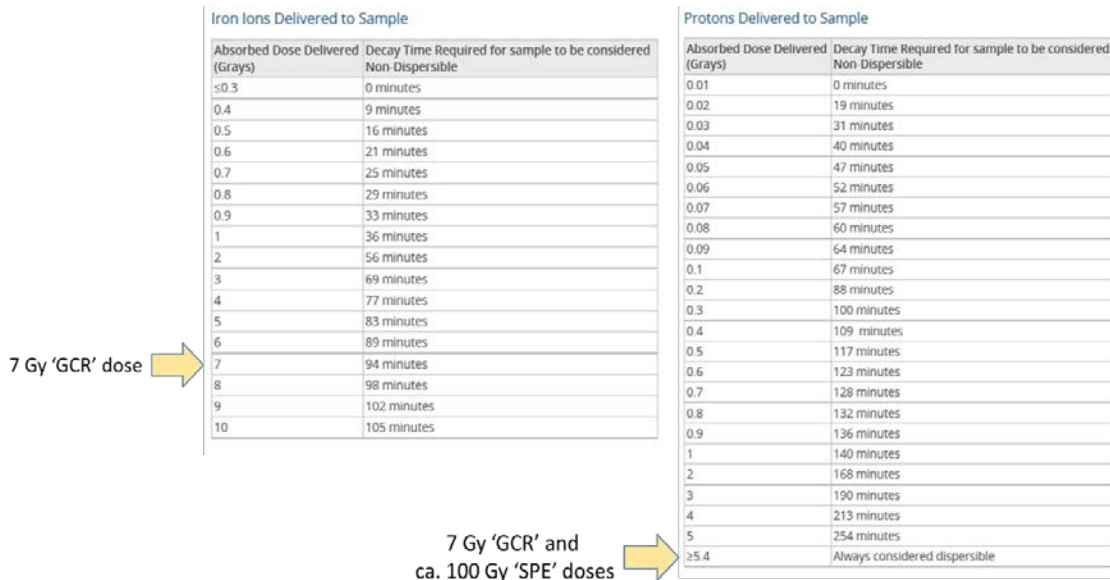 Iron Ions Delivered to Sample
Absorbed Dose Delivered Decay Time Required for sample to be considered
(Grays) Non-Dispersible
≤0.3 0 minutes
0.4 9 minutes
0.5 16 minutes
0.6 21 minutes
0.7 25 minutes
0.8 29 minutes
0.9 33 minutes
1 36 minutes
2 56 minutes
3 69 minutes
4 77 minutes
5 83 minutes
6 89 minutes
7 94 minutes
8 98 minutes
9 102 minutes
10 105 minutes
7 Gy ‘GCR’ dose
Protons Delivered to Sample
Absorbed Dose Delivered Decay Time Required for sample to be considered
(Grays) Non-Dispersible
0.01 0 minutes
0.02 19 minutes
0.03 31 minutes
0.04 40 minutes
0.05 47 minutes
0.06 52 minutes
0.07 57 minutes
0.08 60 minutes
0.09 64 minutes
0.1 67 minutes
0.2 88 minutes
0.3 100 minutes
0.4 109 minutes
0.5 117 minutes
0.6 123 minutes
0.7 128 minutes
0.8 132 minutes
0.9 136 minutes
1 140 minutes
2 168 minutes
3 190 minutes
4 213 minutes
5 254 minutes
≥5.4 Always considered dispersible
7 Gy ‘GCR’ and
ca. 100 Gy ‘SPE’ doses